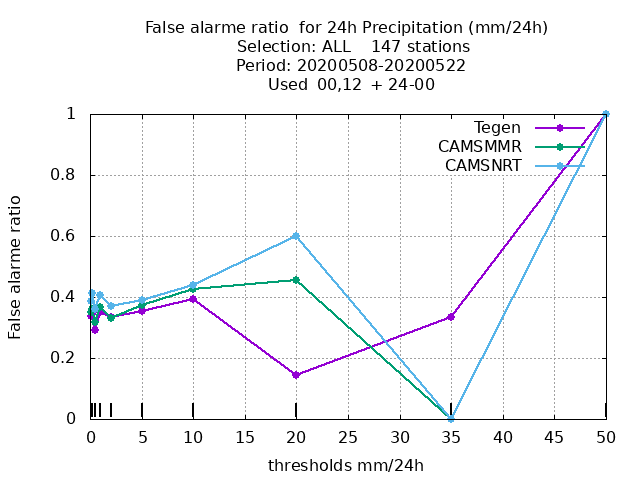 False alarme ratio  for 24h Precipitation (mm/24h)
Selection: ALL    147 stations
Period: 20200508-20200522
Used  00,12  + 24-00
Tegen
CAMSMMR
CAMSNRT
1
0.8
0.6
0.4
0.2
0
False alarme ratio
0 5 10 15 20 25 30 35 40 45 50
thresholds mm/24h